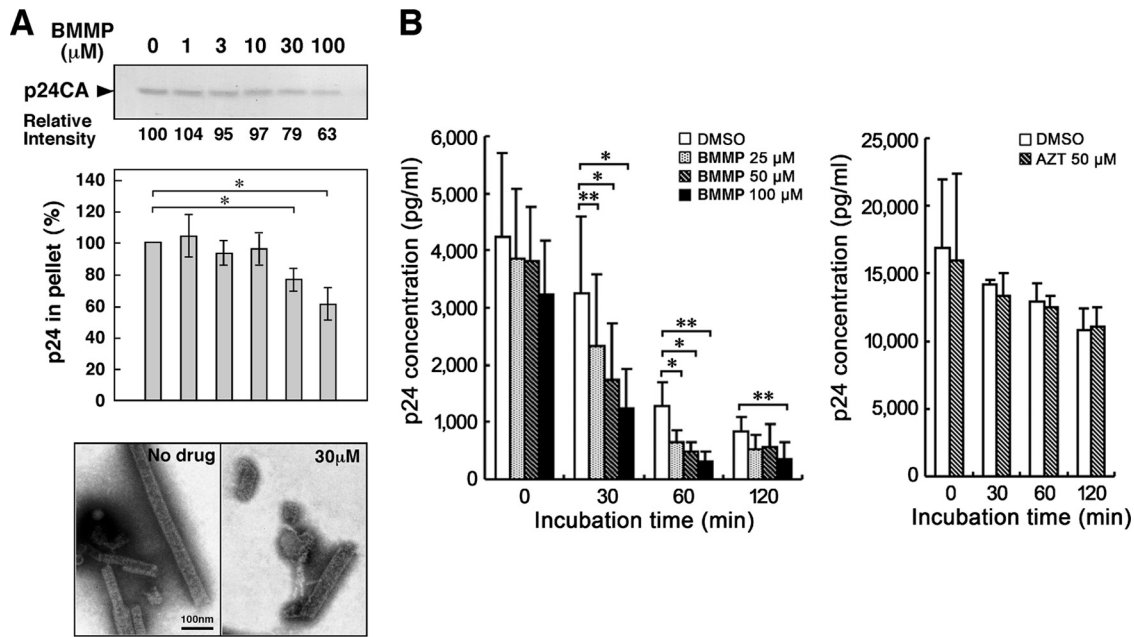 A
BMMP
(μM)
0 1 3 10 30 100
p24CA
Relative
Intensity
100 104 95 97 79 63
p24 in pellet (%)
140
120
100
80
60
40
20
0
*
*
No drug
100nm
30μM
B
p24 concentration (pg/ml)
6,000
5,000
4,000
3,000
2,000
1,000
0
DMSO
BMMP 25 μM
BMMP 50 μM
BMMP 100 μM
*
*
**
**
*
*
**
0 30 60 120
Incubation time (min)
p24 concentration (pg/ml)
25,000
20,000
15,000
10,000
5,000
0
DMSO
AZT 50 μM
0 30 60 120
Incubation time (min)